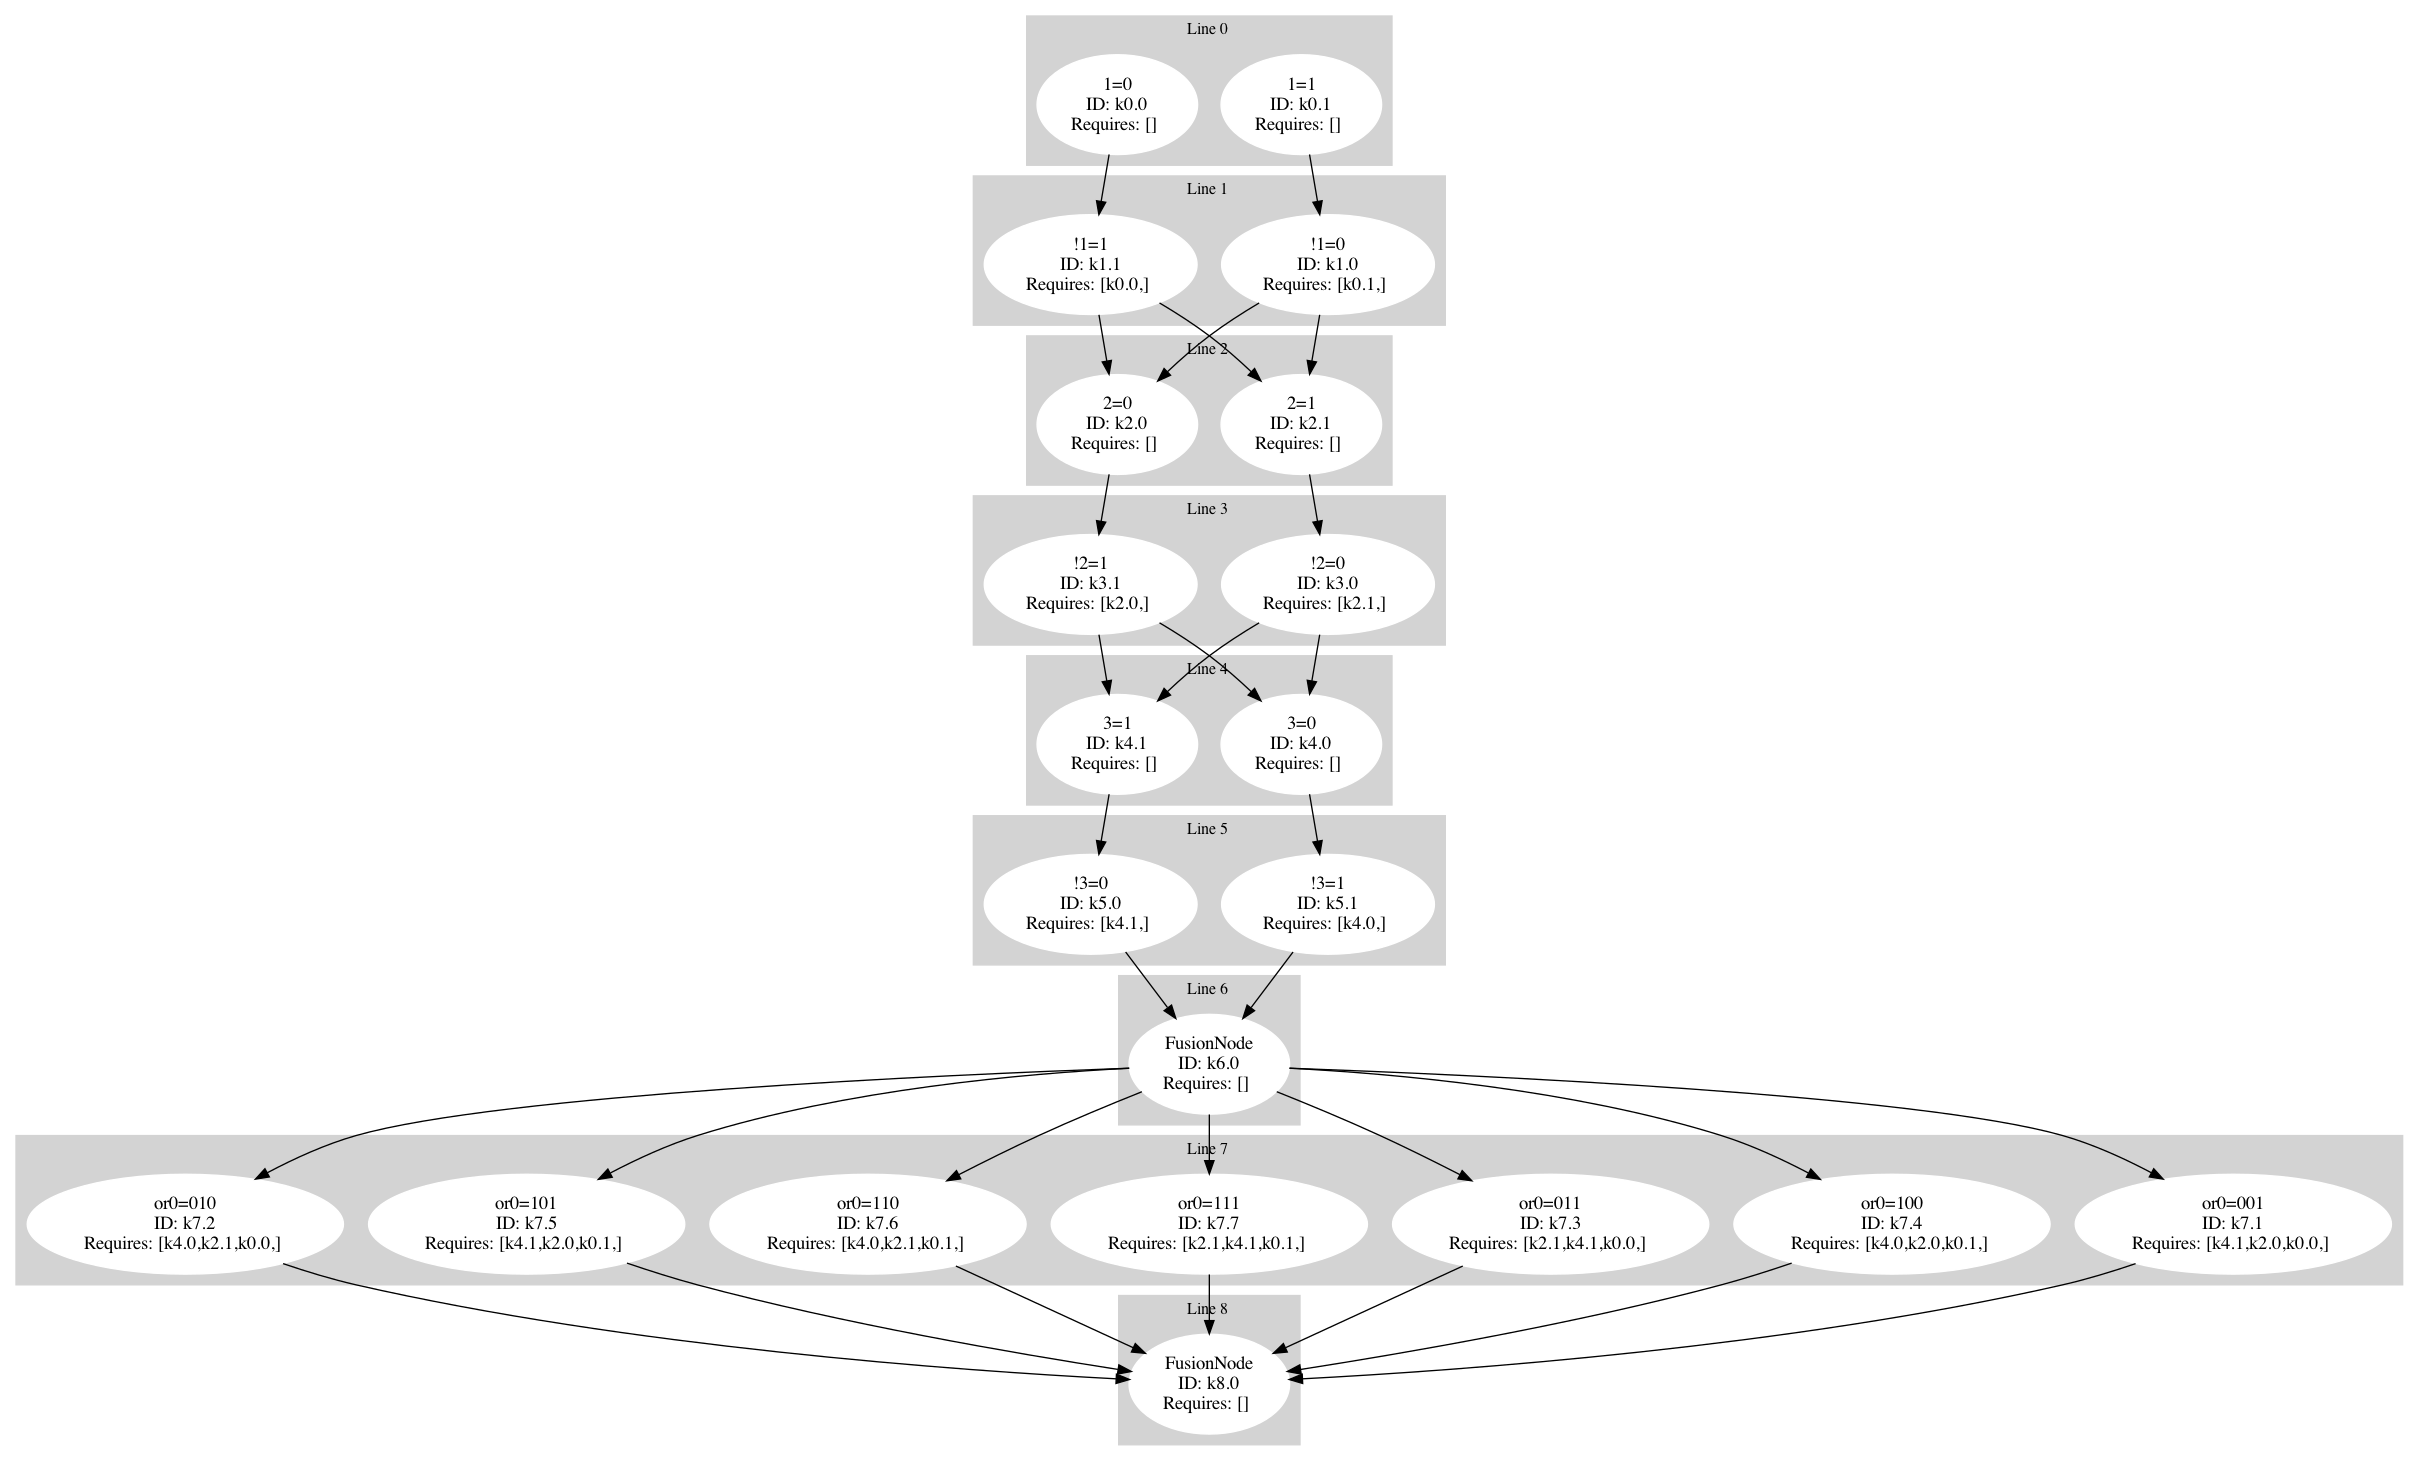 Line 0
1=0
ID: k0.0
Requires: []
1=1
ID: k0.1
Requires: []
Line 1
!1=1
ID: k1.1
Requires: [k0.0,]
!1=0
ID: k1.0
Requires: [k0.1,]
Line 2
2=0
ID: k2.0
Requires: []
2=1
ID: k2.1
Requires: []
Line 3
!2=1
ID: k3.1
Requires: [k2.0,]
!2=0
ID: k3.0
Requires: [k2.1,]
Line 4
3=1
ID: k4.1
Requires: []
3=0
ID: k4.0
Requires: []
Line 5
!3=0
ID: k5.0
Requires: [k4.1,]
!3=1
ID: k5.1
Requires: [k4.0,]
Line 6
FusionNode
ID: k6.0
Requires: []
Line 7
or0=010
ID: k7.2
Requires: [k4.0,k2.1,k0.0,]
or0=101
ID: k7.5
Requires: [k4.1,k2.0,k0.1,]
or0=110
ID: k7.6
Requires: [k4.0,k2.1,k0.1,]
or0=111
ID: k7.7
Requires: [k2.1,k4.1,k0.1,]
or0=011
ID: k7.3
Requires: [k2.1,k4.1,k0.0,]
or0=100
ID: k7.4
Requires: [k4.0,k2.0,k0.1,]
or0=001
ID: k7.1
Requires: [k4.1,k2.0,k0.0,]
Line 8
FusionNode
ID: k8.0
Requires: []